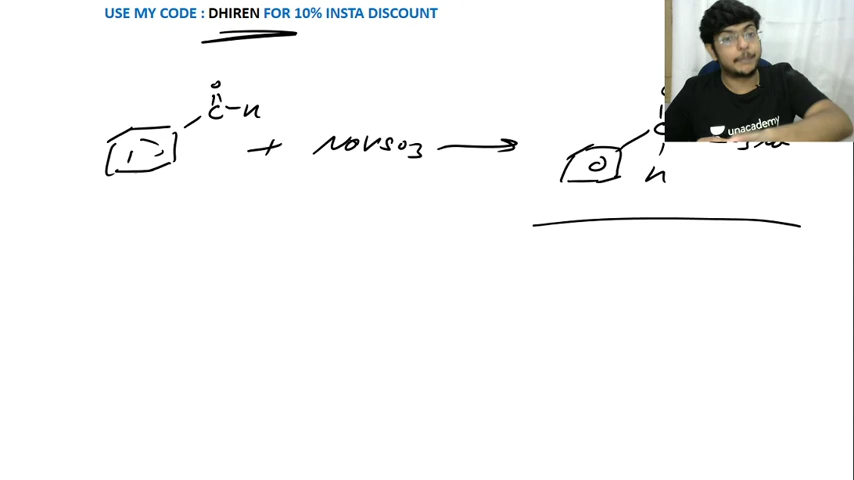 USE MY CODE : DHIREN FOR 10% INSTA DISCOUNT
O
C-H
+ NaHSO3
H
unacademy